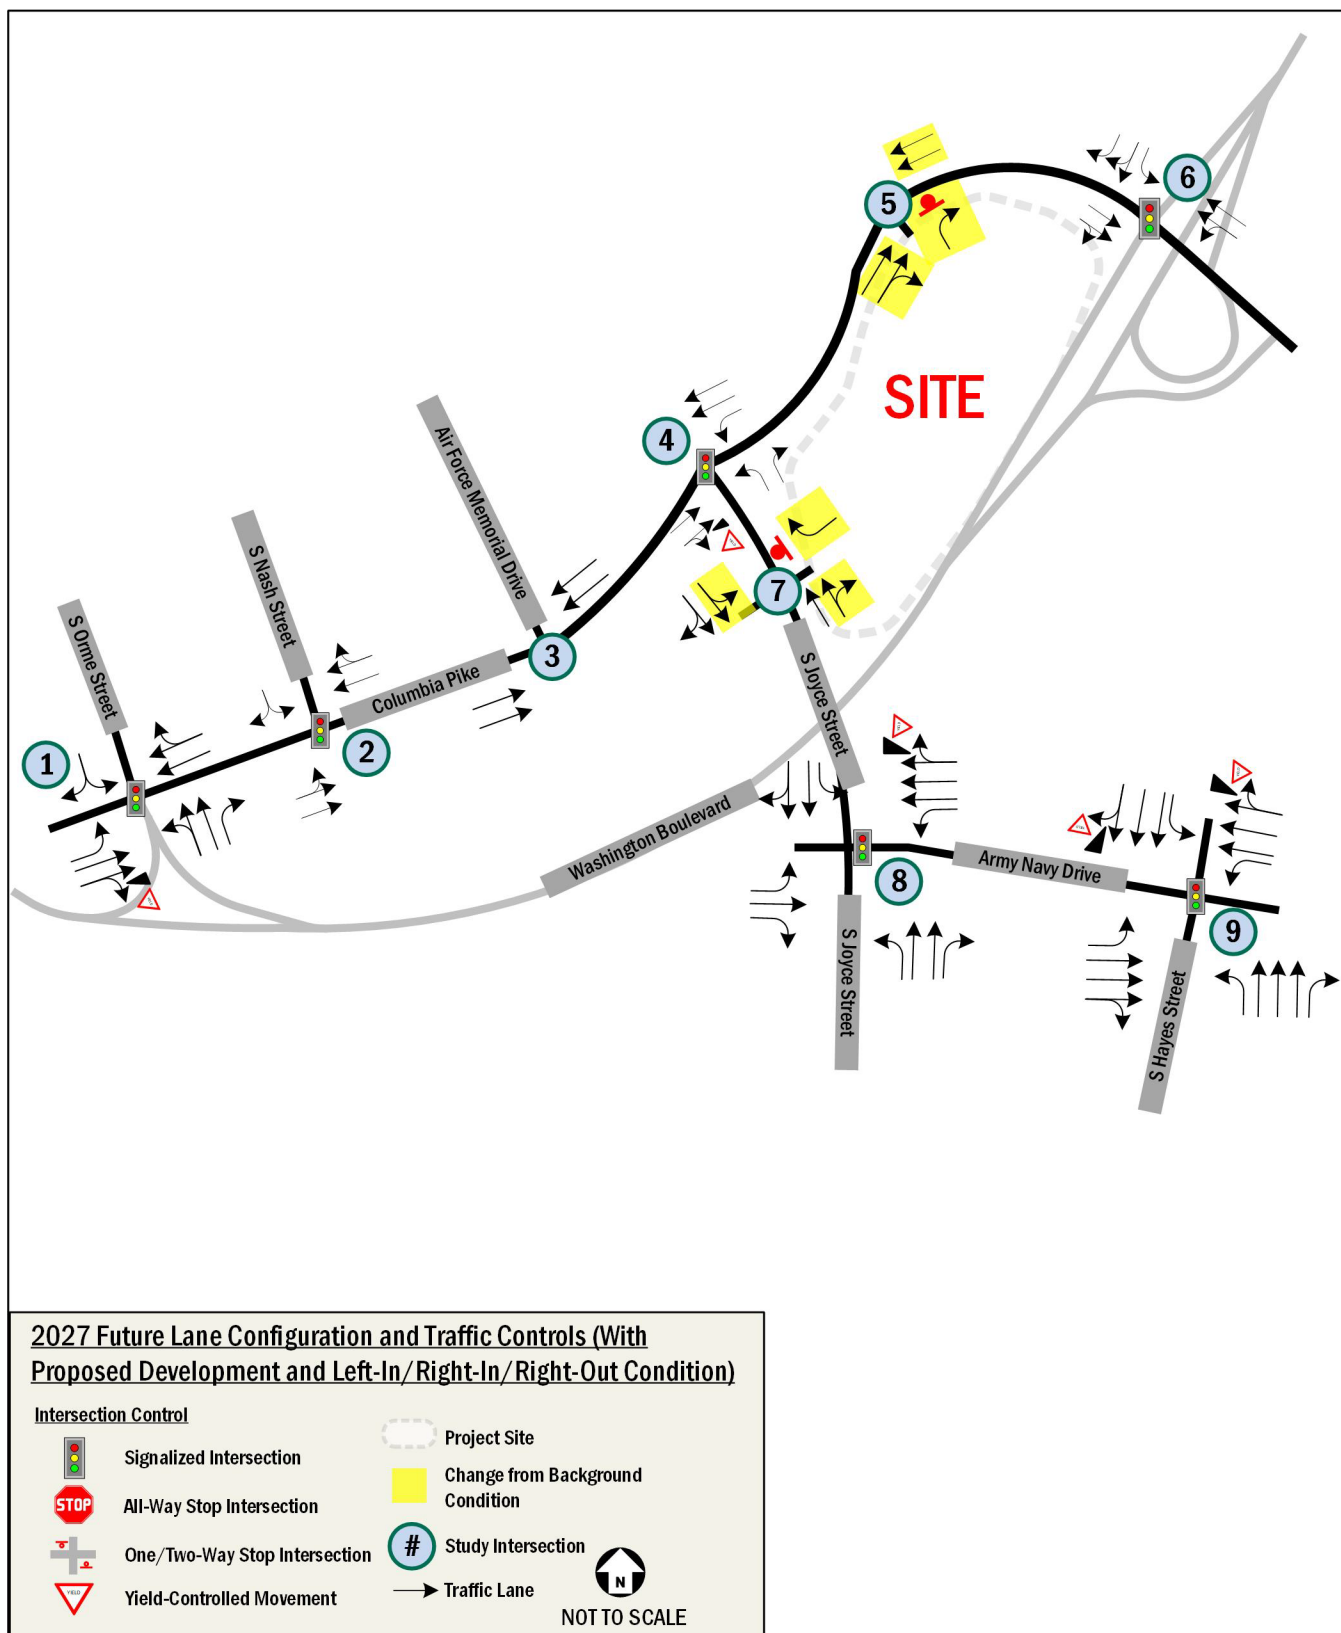 5
6
SITE
4
Air Force Memorial Drive
S Nash Street
7
S Orme Street
3
S Joyce Street
Columbia Pike
2
1
Washington Boulevard
Army Navy Drive
8
9
S Joyce Street
S Hayes Street
2027 Future Lane Configuration and Traffic Controls (With
Proposed Development and Left-In/Right-In/Right-Out Condition)
Intersection Control
Signalized Intersection
STOP
All-Way Stop Intersection
One/Two-Way Stop Intersection
YIELD
Yield-Controlled Movement
Project Site
Change from Background
Condition
#
Study Intersection
Traffic Lane
N
NOT TO SCALE